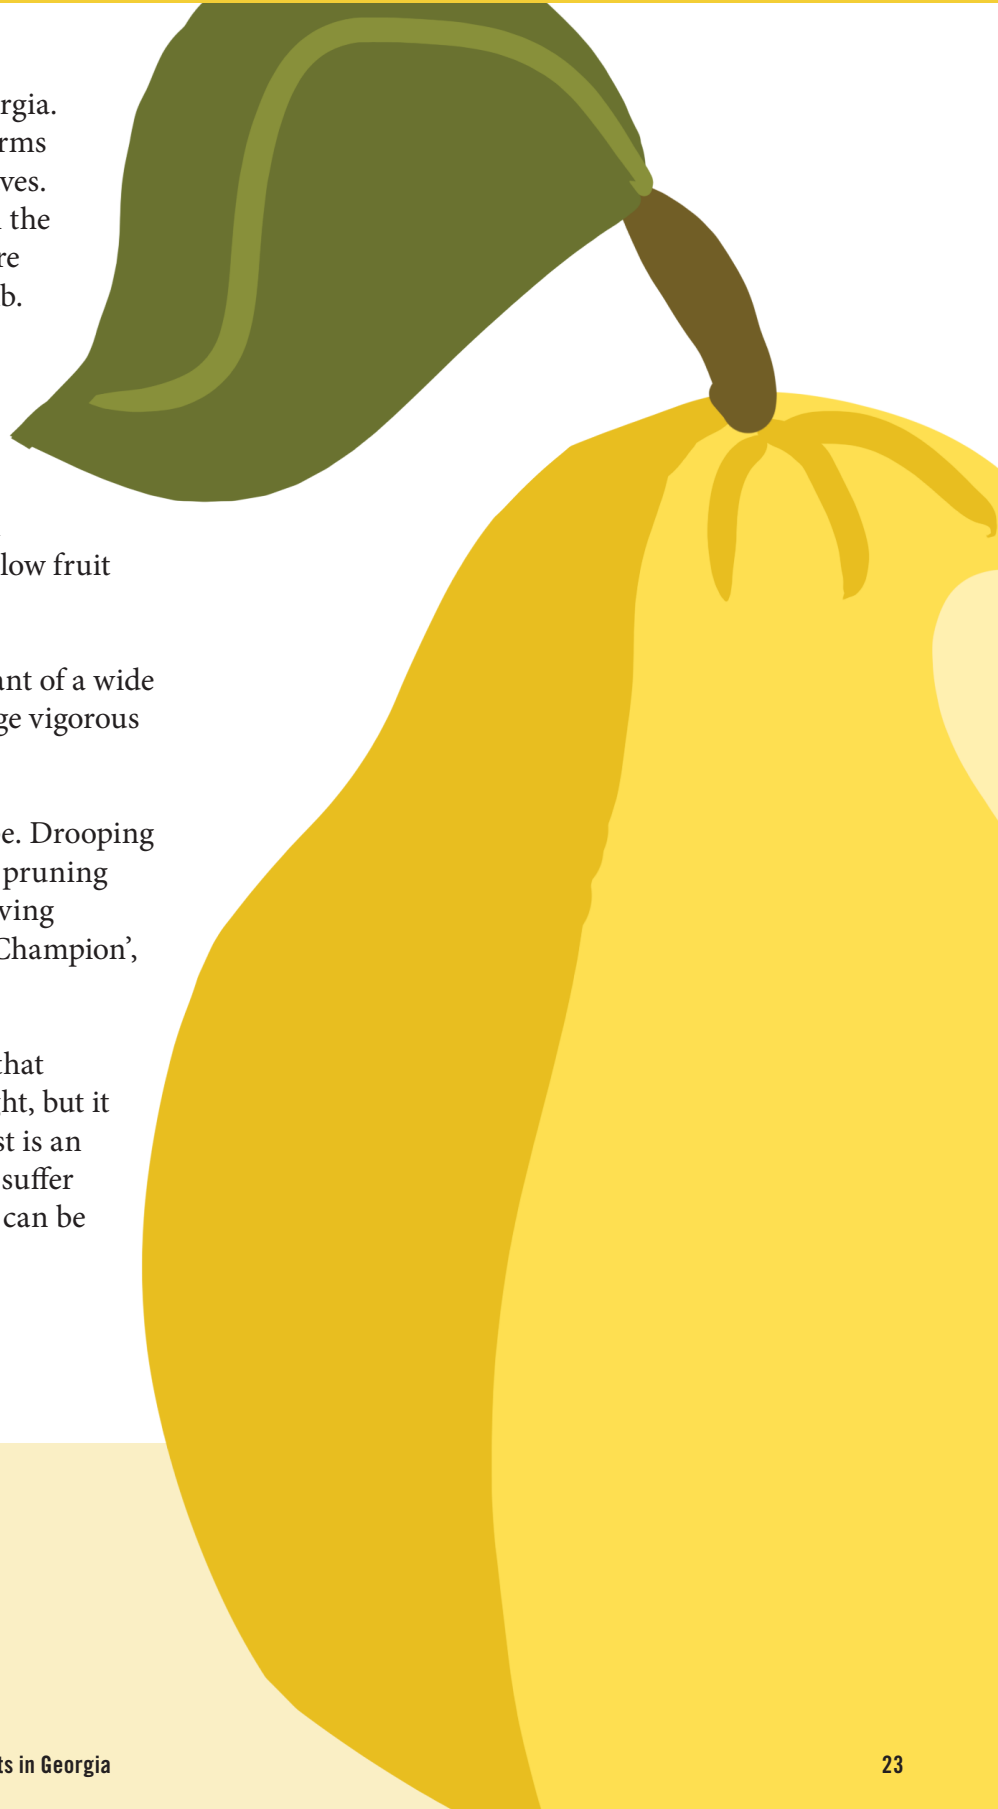 rgia.
rms
ves.
the
re
b.
low fruit
ant of a wide
ge vigorous
e. Drooping
pruning
ving
Champion’,
that
ht, but it
st is an
suffer
can be
ts in Georgia
23